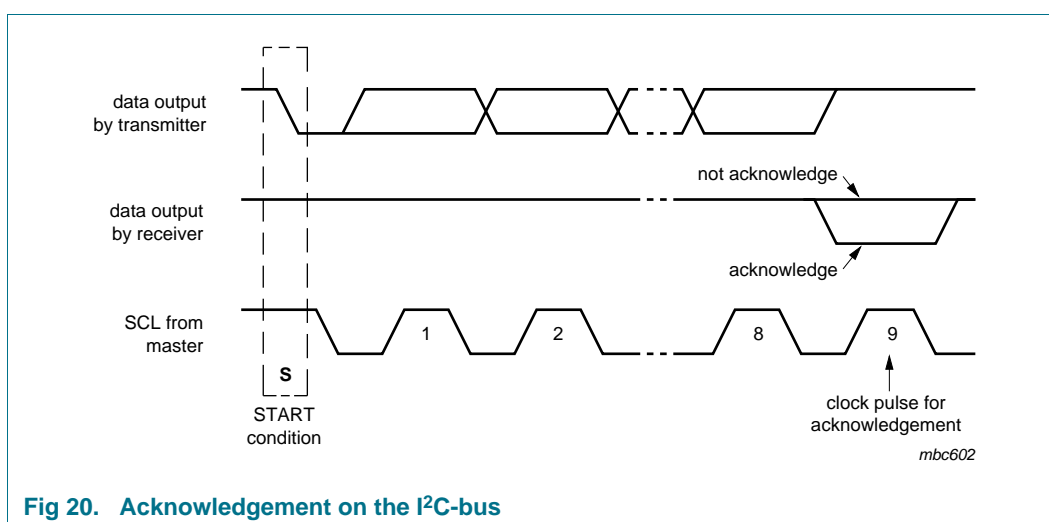 data output
by transmitter
not acknowledge
data output
by receiver
acknowledge
SCL from
master
1
2
8
9
S
START
condition
clock pulse for
acknowledgement
mbc602
Fig 20. Acknowledgement on the I²C-bus